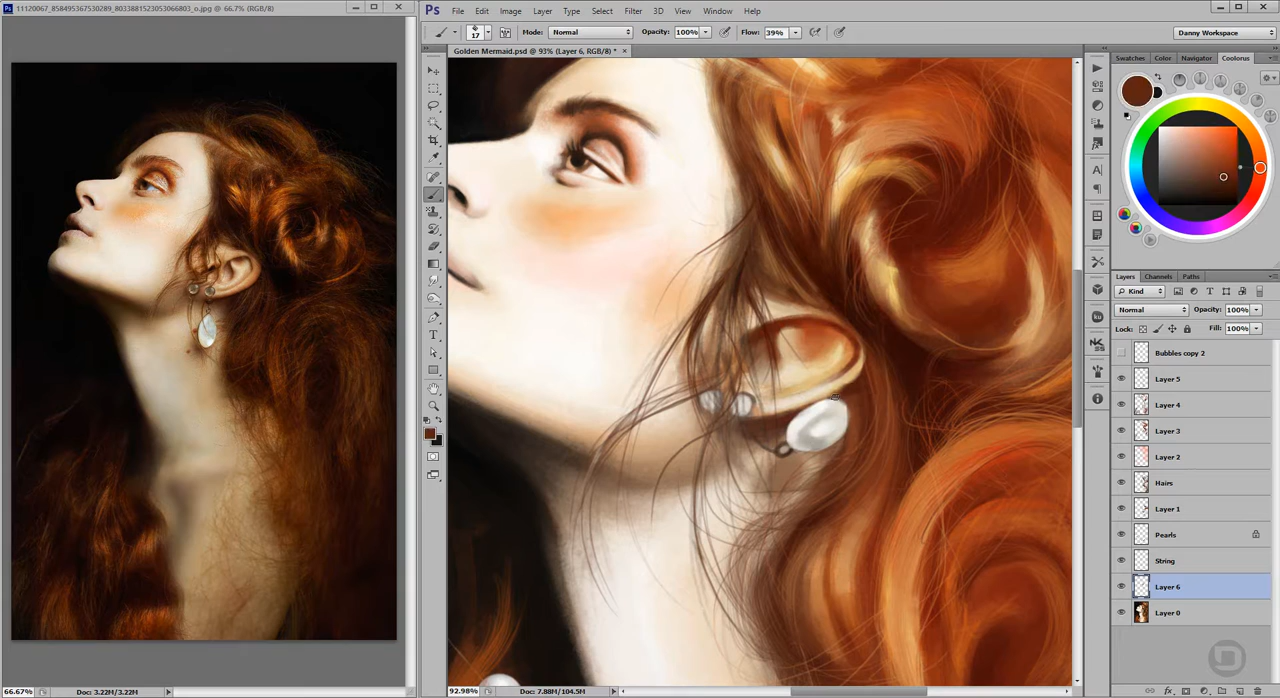 11120067_858495367530289_8033881523053066803_o.jpg @ 66.7% (RGB/8)
Ps File Edit Image Layer Type Select Filter 3D View Window Help
17 Mode: Normal Opacity: 100% Flow: 39% Danny Workspace
Golden Mermaid.psd @ 93% (Layer 6, RGB/8) *
Swatches Color Navigator Coolorus
Layers Channels Paths
Kind
Normal Opacity: 100%
Lock: Fill: 100%
Bubbles copy 2
Layer 5
Layer 4
Layer 3
Layer 2
Hairs
Layer 1
Pearls
String
Layer 6
Layer 0
66.67% Doc: 3.22M/3.22M
92.98% Doc: 7.88M/104.5M